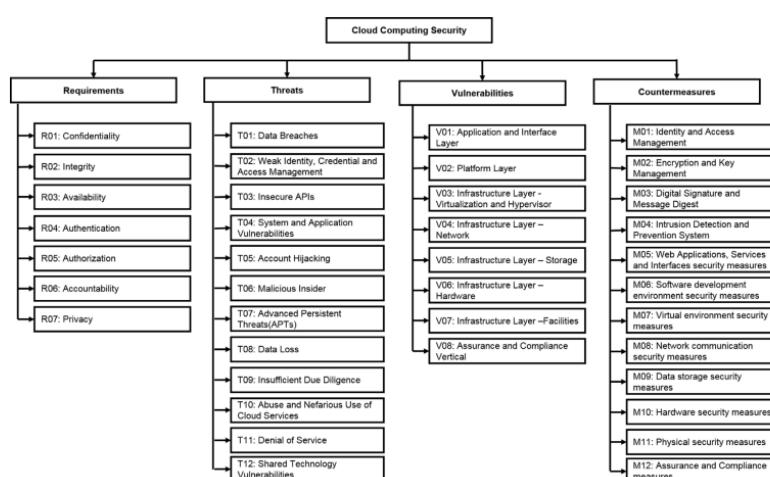 Cloud Computing Security
Requirements
R01: Confidentiality
R02: Integrity
R03: Availability
R04: Authentication
R05: Authorization
R06: Accountability
R07: Privacy
Threats
T01: Data Breaches
T02: Weak Identity, Credential and
Access Management
T03: Insecure APIs
T04: System and Application
Vulnerabilities
T05: Account Hijacking
T06: Malicious Insider
T07: Advanced Persistent
Threats(APTs)
T08: Data Loss
T09: Insufficient Due Diligence
T10: Abuse and Nefarious Use of
Cloud Services
T11: Denial of Service
T12: Shared Technology
Vulnerabilities
Vulnerabilities
V01: Application and Interface
Layer
V02: Platform Layer
V03: Infrastructure Layer -
Virtualization and Hypervisor
V04: Infrastructure Layer –
Network
V05: Infrastructure Layer – Storage
V06: Infrastructure Layer –
Hardware
V07: Infrastructure Layer –Facilities
V08: Assurance and Compliance
Vertical
Countermeasures
M01: Identity and Access
Management
M02: Encryption and Key
Management
M03: Digital Signature and
Message Digest
M04: Intrusion Detection and
Prevention System
M05: Web Applications, Services
and Interfaces security measures
M06: Software development
environment security measures
M07: Virtual environment security
measures
M08: Network communication
security measures
M09: Data storage security
measures
M10: Hardware security measures
M11: Physical security measures
M12: Assurance and Compliance
measures